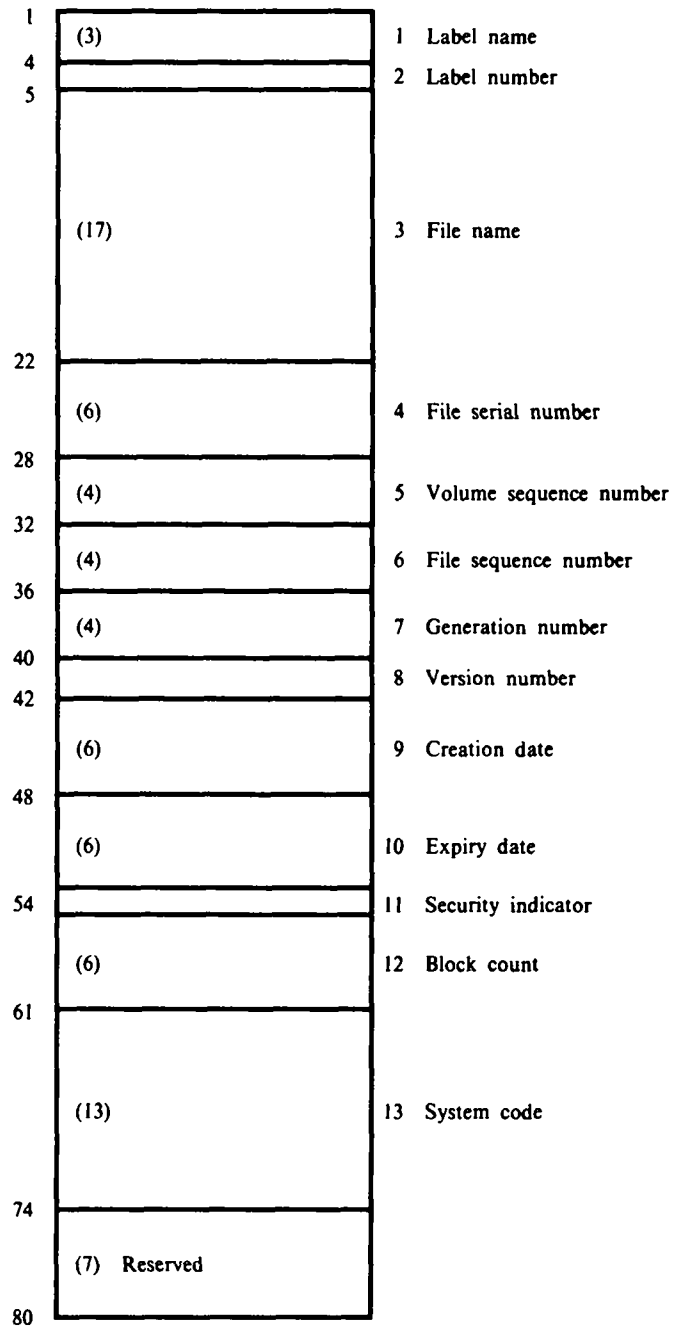 1
(3) 1 Label name
4
2 Label number
5
(17) 3 File name
22
(6) 4 File serial number
28
(4) 5 Volume sequence number
32
(4) 6 File sequence number
36
(4) 7 Generation number
40
8 Version number
42
(6) 9 Creation date
48
(6) 10 Expiry date
54 11 Security indicator
(6) 12 Block count
61
(13) 13 System code
74
(7) Reserved
80